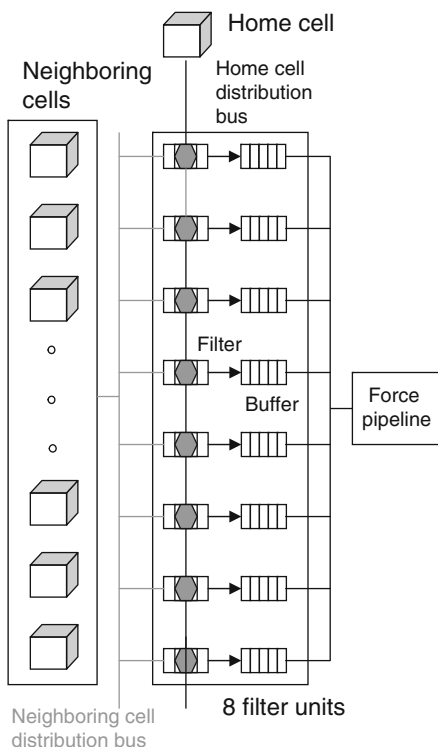 Home cell
Neighboring
cells
Home cell
distribution
bus
Filter
Buffer
Force
pipeline
8 filter units
Neighboring cell
distribution bus